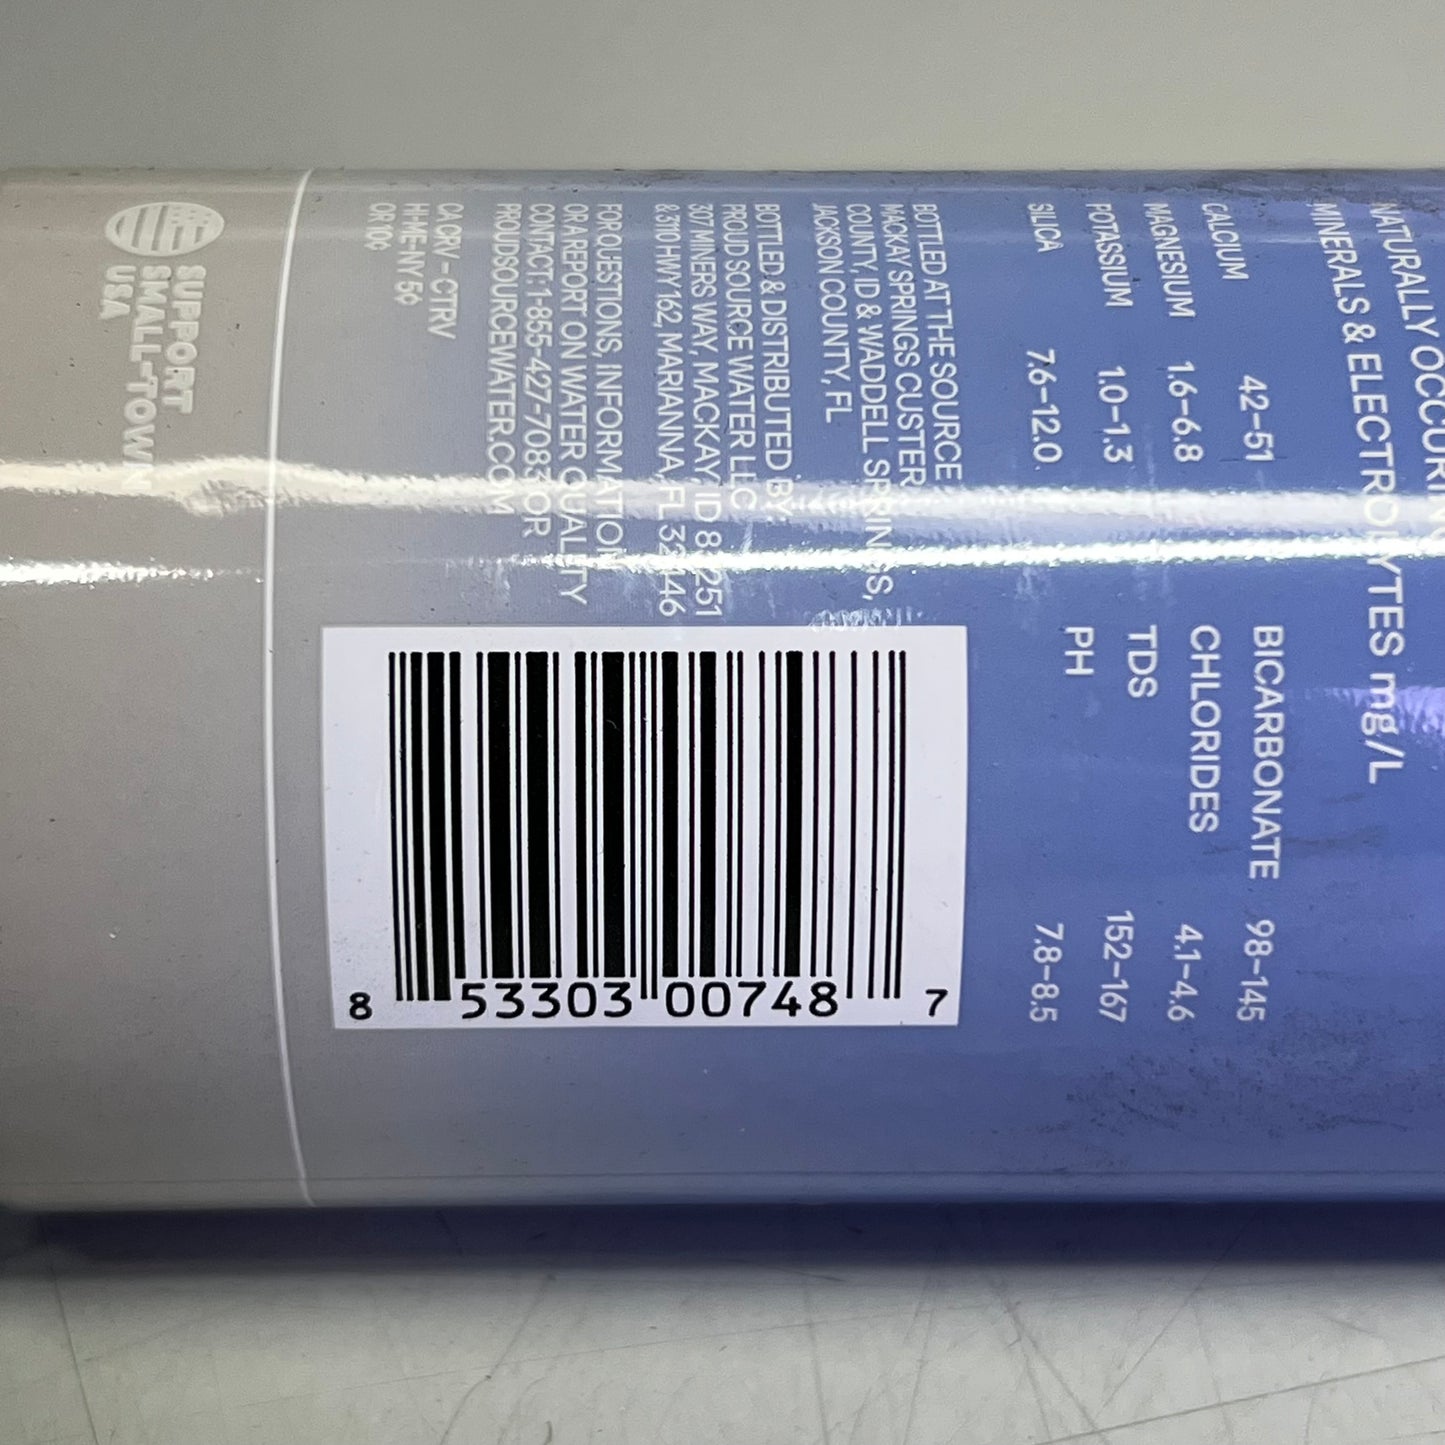 NATURALLY OCCURING
MINERALS & ELECTROLYTES mg/L
CALCIUM 42–51
MAGNESIUM 1.6–6.8
POTASSIUM 1.0–1.3
SILICA 7.6–12.0
BICARBONATE 98–145
CHLORIDES 4.1–4.6
TDS 152–167
PH 7.8–8.5
BOTTLED AT THE SOURCE
MACKAY SPRINGS CUSTER
COUNTY, ID & WADDELL SPRINGS,
JACKSON COUNTY, FL
BOTTLED & DISTRIBUTED BY:
PROUD SOURCE WATER LLC
307 MINERS WAY, MACKAY, ID 83251
& 3110 HWY 162, MARIANNA, FL 32446
FOR QUESTIONS, INFORMATION
OR A REPORT ON WATER QUALITY
CONTACT: 1-855-427-7083 OR
PROUDSOURCEWATER.COM
CA CRV – CTRV
HI-ME-NY 5¢
OR 10¢
SUPPORT
SMALL-TOWN
USA
8 53303 00748 7